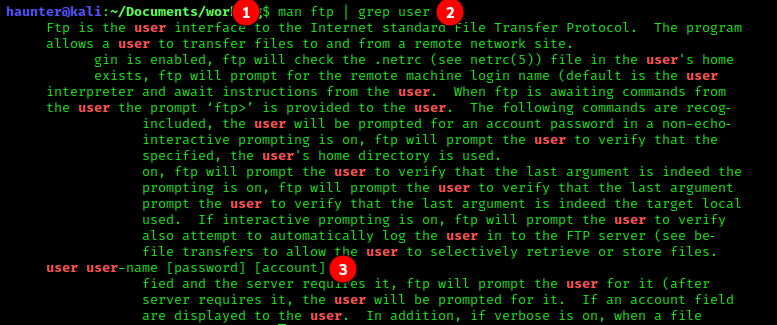 haunter@kali:~/Documents/wor 1 g$ man ftp | grep user 2
Ftp is the user interface to the Internet standard File Transfer Protocol.  The program
allows a user to transfer files to and from a remote network site.
gin is enabled, ftp will check the .netrc (see netrc(5)) file in the user's home
exists, ftp will prompt for the remote machine login name (default is the user
interpreter and await instructions from the user.  When ftp is awaiting commands from
the user the prompt ‘ftp>’ is provided to the user.  The following commands are recog-
included, the user will be prompted for an account password in a non-echo-
interactive prompting is on, ftp will prompt the user to verify that the
specified, the user's home directory is used.
on, ftp will prompt the user to verify that the last argument is indeed the
prompting is on, ftp will prompt the user to verify that the last argument
prompt the user to verify that the last argument is indeed the target local
used.  If interactive prompting is on, ftp will prompt the user to verify
also attempt to automatically log the user in to the FTP server (see be-
file transfers to allow the user to selectively retrieve or store files.
user user-name [password] [account] 3
fied and the server requires it, ftp will prompt the user for it (after
server requires it, the user will be prompted for it.  If an account field
are displayed to the user.  In addition, if verbose is on, when a file